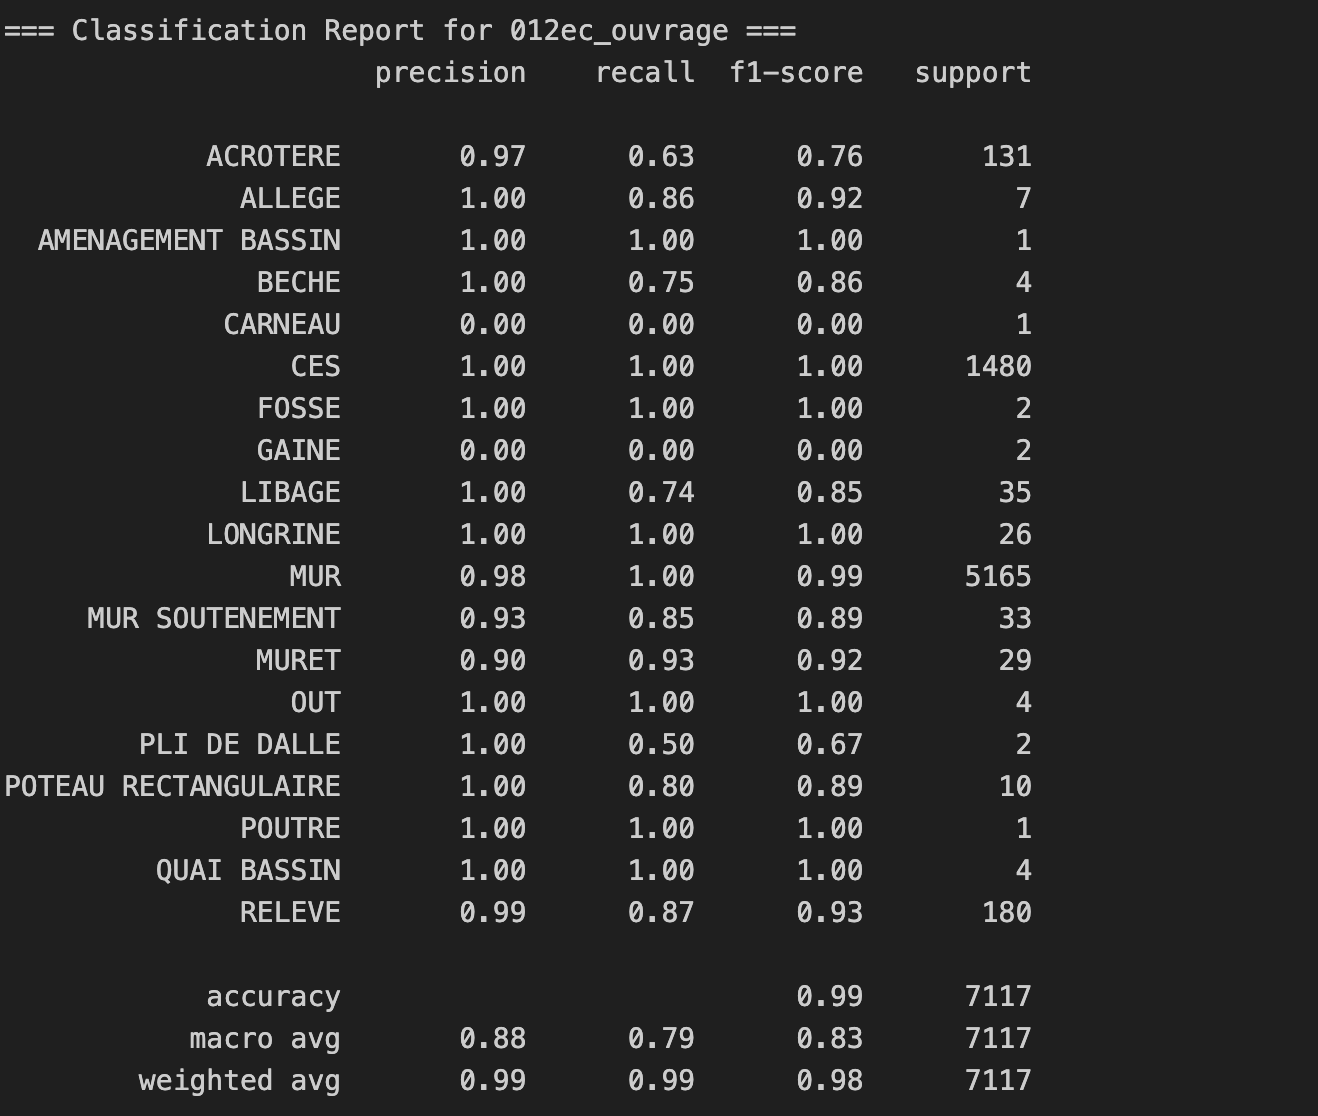 === Classification Report for 012ec_ouvrage ===
precision recall f1-score support
ACROTERE 0.97 0.63 0.76 131
ALLEGE 1.00 0.86 0.92 7
AMENAGEMENT BASSIN 1.00 1.00 1.00 1
BECHE 1.00 0.75 0.86 4
CARNEAU 0.00 0.00 0.00 1
CES 1.00 1.00 1.00 1480
FOSSE 1.00 1.00 1.00 2
GAINE 0.00 0.00 0.00 2
LIBAGE 1.00 0.74 0.85 35
LONGRINE 1.00 1.00 1.00 26
MUR 0.98 1.00 0.99 5165
MUR SOUTENEMENT 0.93 0.85 0.89 33
MURET 0.90 0.93 0.92 29
OUT 1.00 1.00 1.00 4
PLI DE DALLE 1.00 0.50 0.67 2
POTEAU RECTANGULAIRE 1.00 0.80 0.89 10
POUTRE 1.00 1.00 1.00 1
QUAI BASSIN 1.00 1.00 1.00 4
RELEVE 0.99 0.87 0.93 180
accuracy 0.99 7117
macro avg 0.88 0.79 0.83 7117
weighted avg 0.99 0.99 0.98 7117